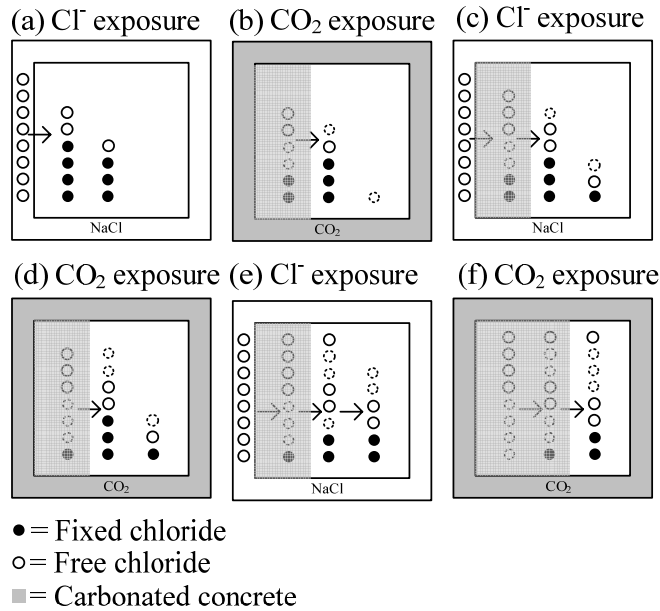 (a) Cl⁻ exposure
(b) CO₂ exposure
(c) Cl⁻ exposure
NaCl
CO₂
NaCl
(d) CO₂ exposure
(e) Cl⁻ exposure
(f) CO₂ exposure
CO₂
NaCl
CO₂
= Fixed chloride
= Free chloride
= Carbonated concrete